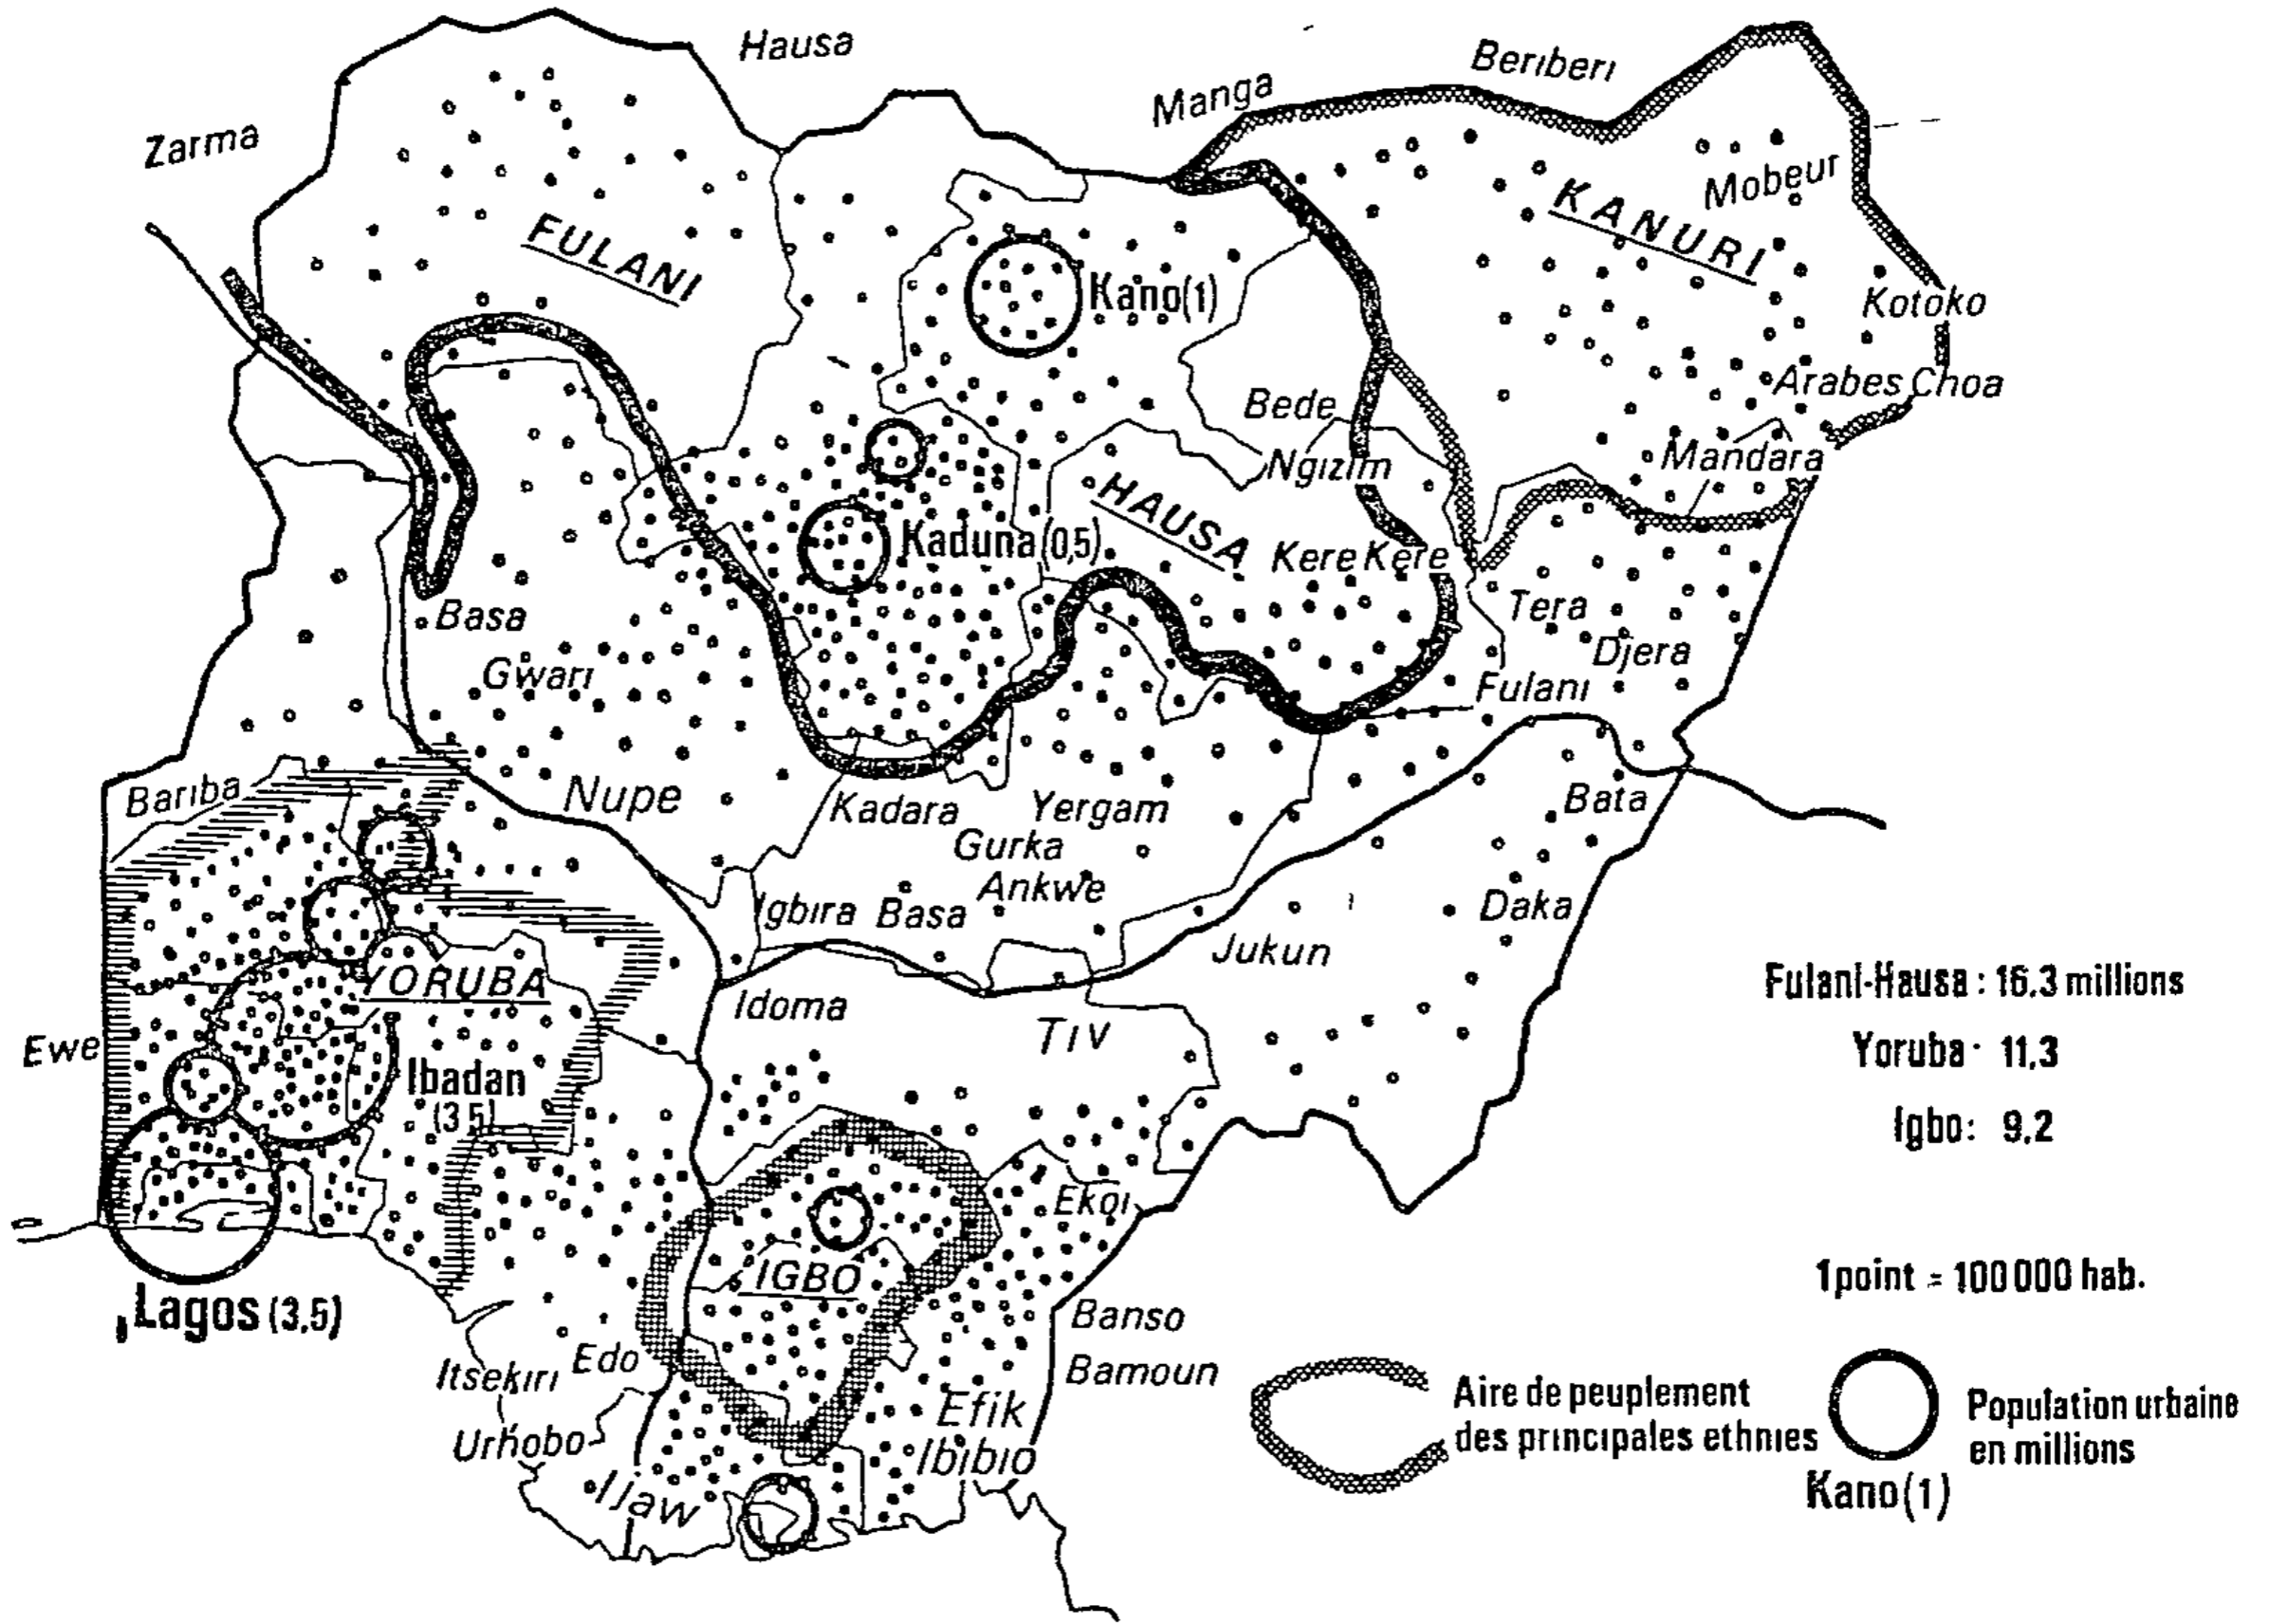 Hausa
Beriberi
Manga
Zarma
Mobeur
KANURI
FULANI
Kano(1)
Kotoko
Arabes Choa
Bede
Ngizim
Mandara
HAUSA
Kaduna (0,5)
Kere Kere
Tera
Basa
Djera
Gwari
Fulani
Bariba
Nupe
Kadara
Yergam
Bata
Gurka
Ankwe
Igbira Basa
Daka
Jukun
YORUBA
Idoma
Tiv
Ewe
Ibadan
(3 5)
Ekoi
IGBO
Lagos (3,5)
Banso
Edo
Itsekiri
Bamoun
Efik
Urhobo
Ibibio
Ijaw
Fulani-Hausa : 16.3 millions
Yoruba· 11,3
Igbo: 9,2
1 point = 100 000 hab.
Aire de peuplement
des principales ethnies
Population urbaine
en millions
Kano(1)